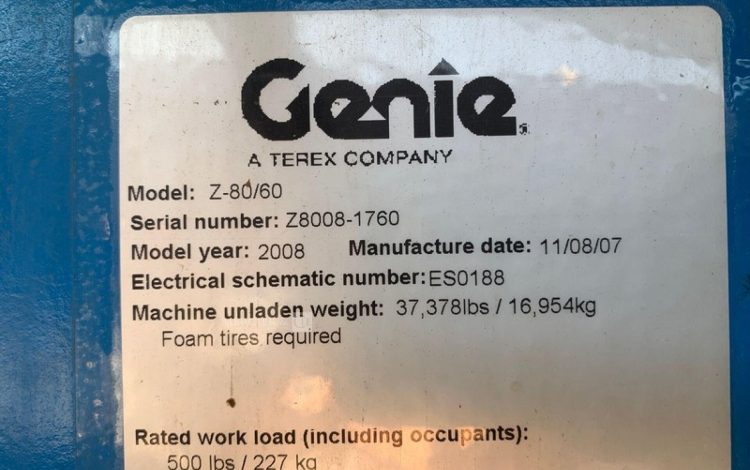 Genie
A TEREX COMPANY
Model: Z-80/60
Serial number: Z8008-1760
Model year: 2008 Manufacture date: 11/08/07
Electrical schematic number: ES0188
Machine unladen weight: 37,378lbs / 16,954kg
Foam tires required
Rated work load (including occupants):
500 lbs / 227 kg